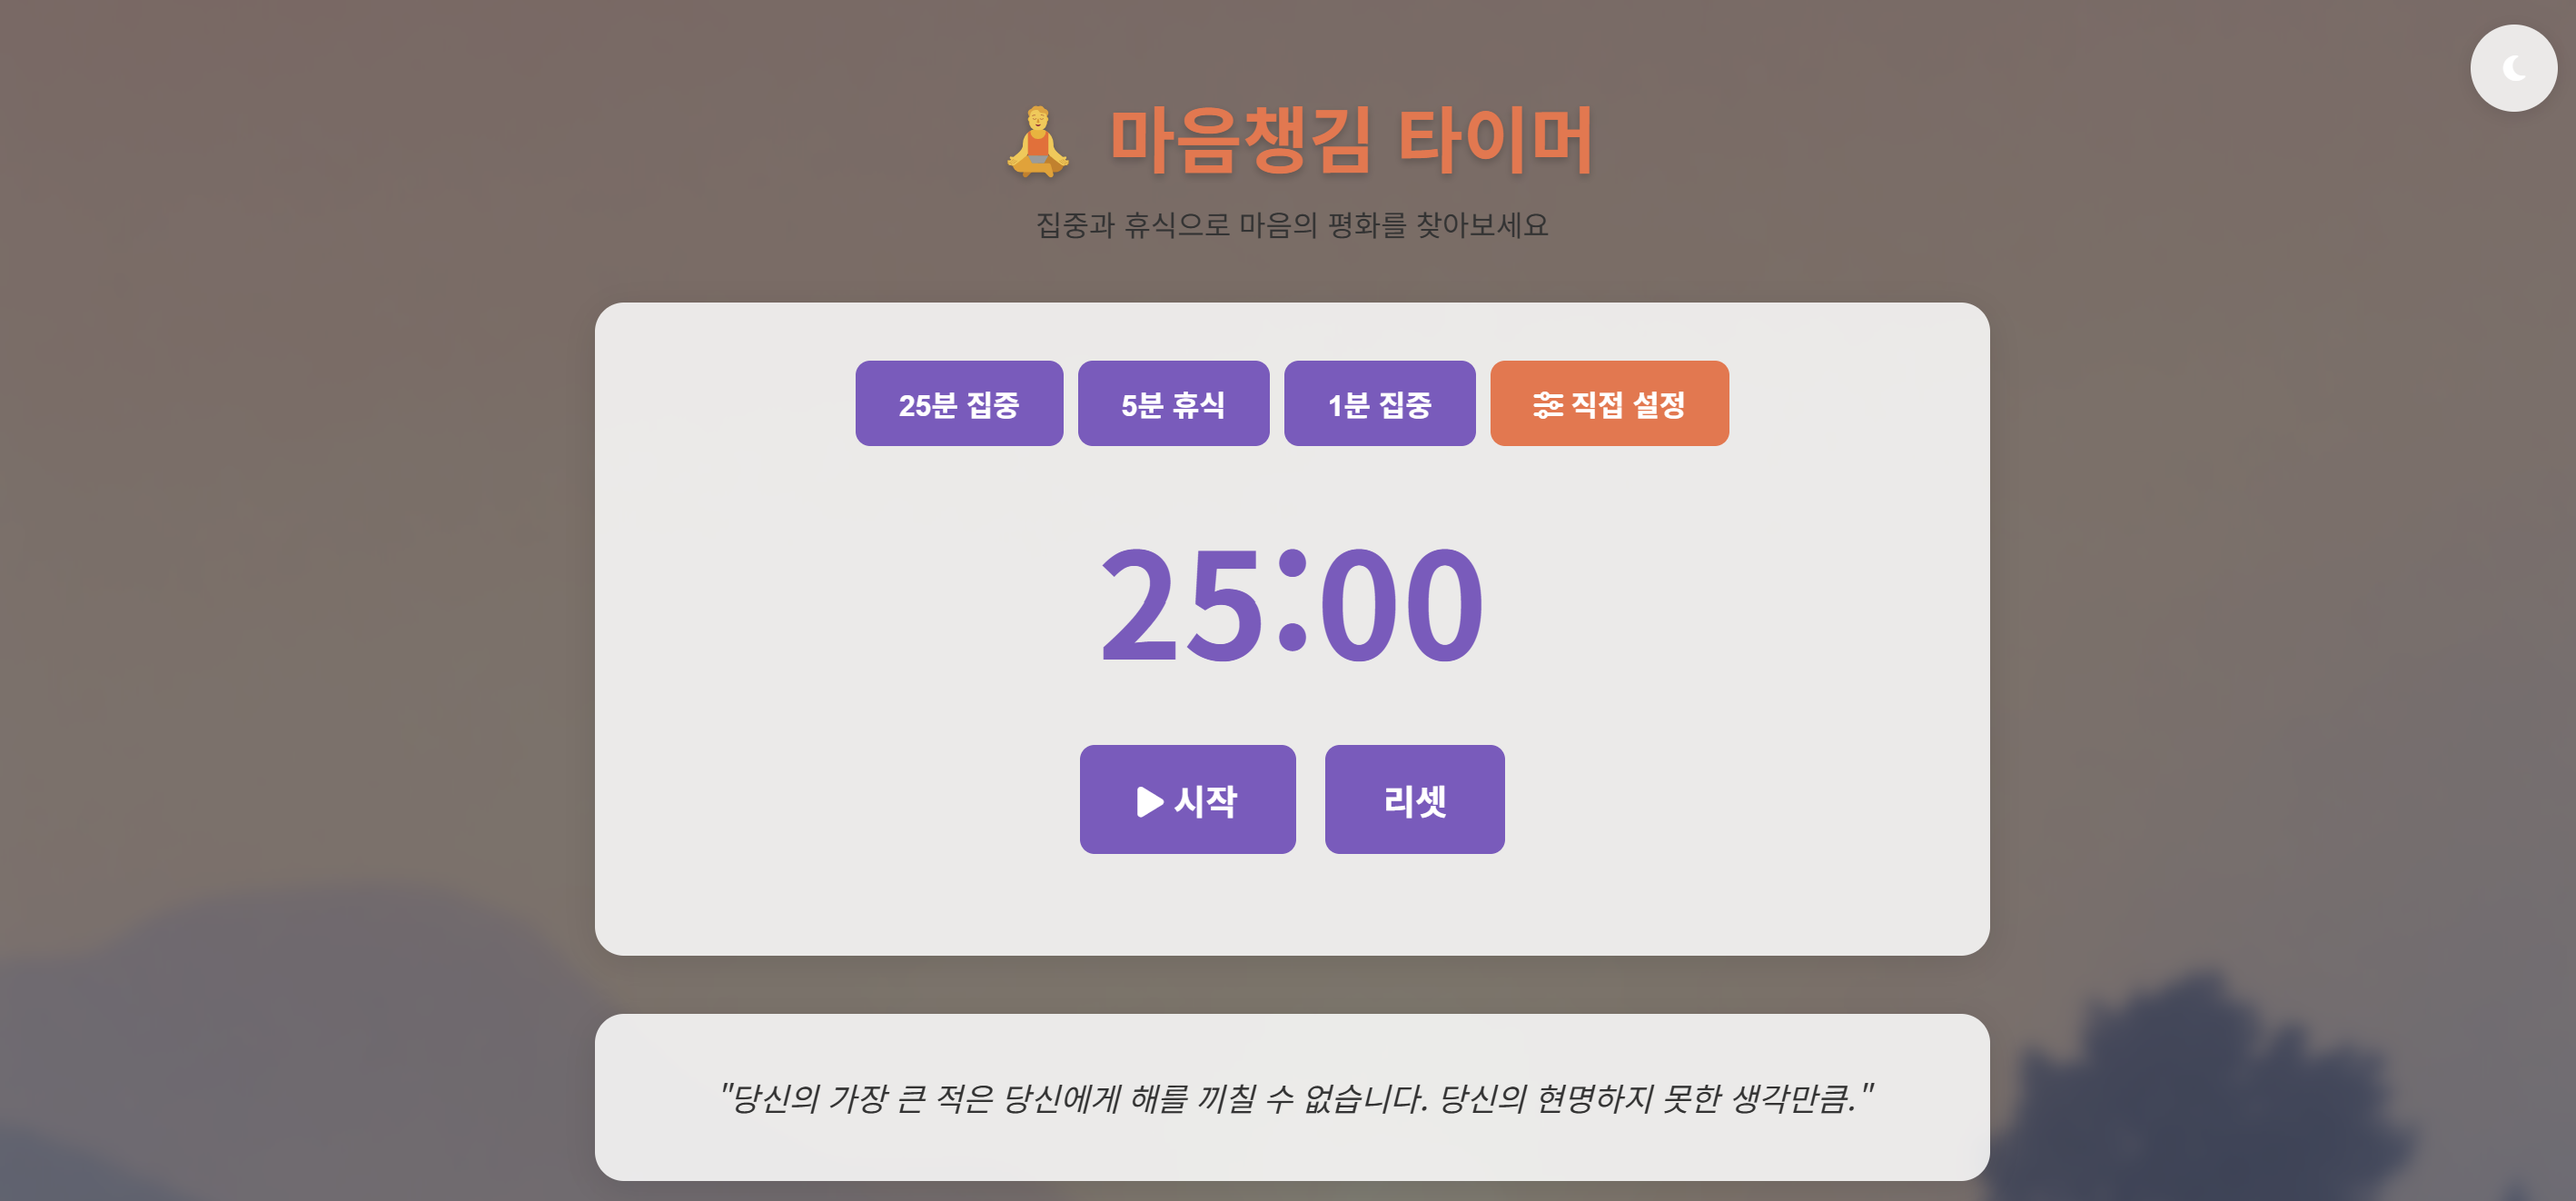 마음챙김 타이머
집중과 휴식으로 마음의 평화를 찾아보세요
25분 집중
5분 휴식
1분 집중
직접 설정
25:00
시작
리셋
"당신의 가장 큰 적은 당신에게 해를 끼칠 수 없습니다. 당신의 현명하지 못한 생각만큼."